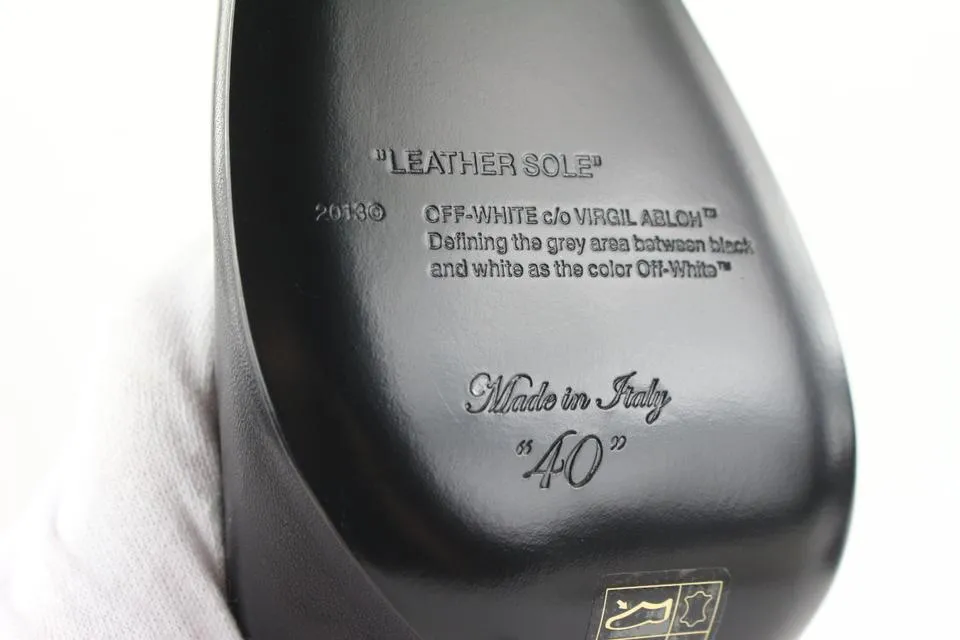 "LEATHER SOLE"
2013© OFF-WHITE c/o VIRGIL ABLOH™
Defining the grey area between black
and white as the color Off-White™
Made in Italy
"40"